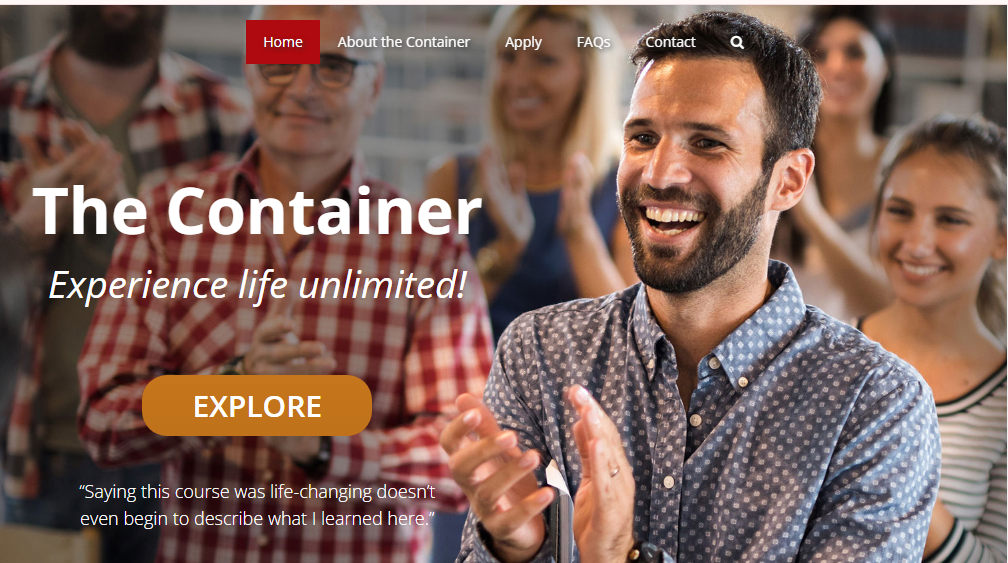 Home About the Container Apply FAQs Contact
The Container
Experience life unlimited!
EXPLORE
“Saying this course was life-changing doesn’t
even begin to describe what I learned here.”